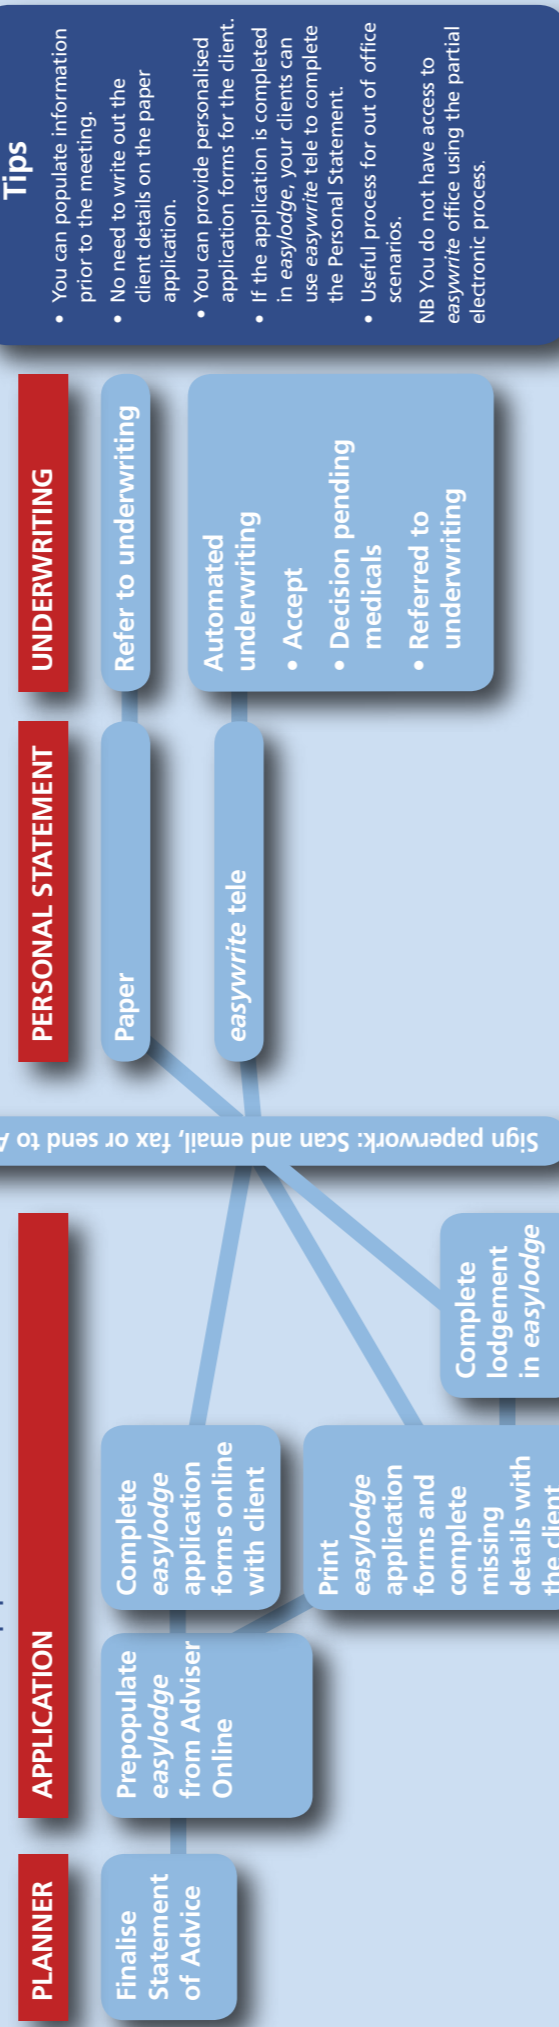 PLANNER
APPLICATION
PERSONAL STATEMENT
UNDERWRITING
Finalise
Statement
of Advice
Prepopulate
easylodge
from Adviser
Online
Complete
easylodge
application
forms online
with client
Print
easylodge
application
forms and
complete
missing
details with
the client
Complete
lodgement
in easylodge
Sign paperwork: Scan and email, fax or send to
Paper
easywrite tele
Refer to underwriting
Automated
underwriting
• Accept
• Decision pending
medicals
• Referred to
underwriting
Tips
• You can populate information
prior to the meeting.
• No need to write out the
client details on the paper
application.
• You can provide personalised
application forms for the client.
• If the application is completed
in easylodge, your clients can
use easywrite tele to complete
the Personal Statement.
• Useful process for out of office
scenarios.
NB You do not have access to
easywrite office using the partial
electronic process.